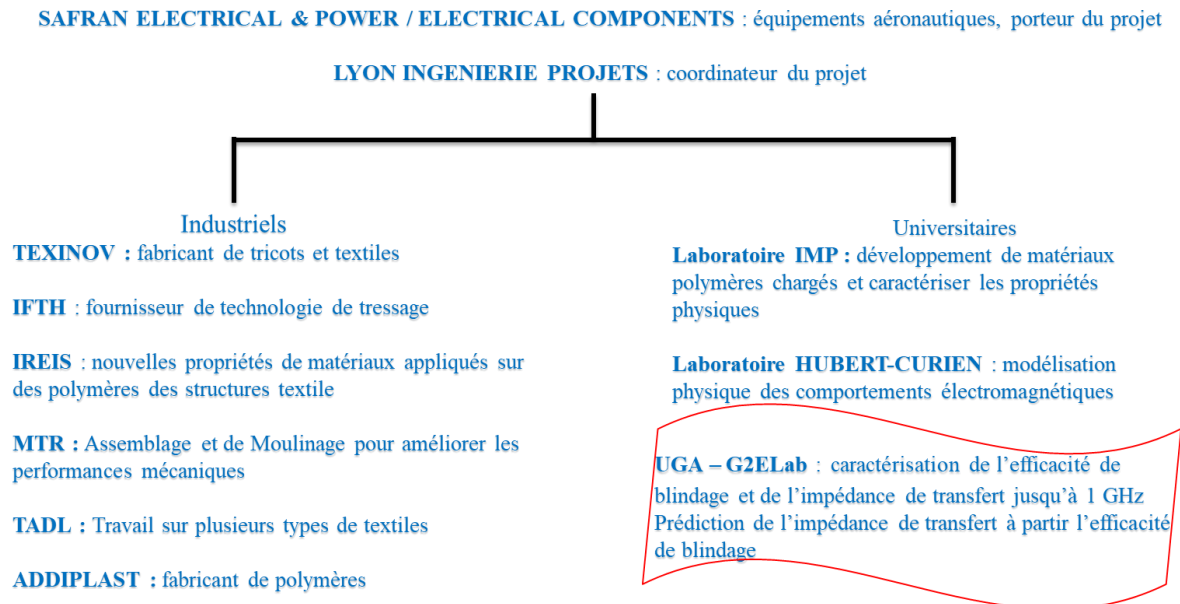 SAFRAN ELECTRICAL & POWER / ELECTRICAL COMPONENTS : équipements aéronautiques, porteur du projet
LYON INGENIERIE PROJETS : coordinateur du projet
Industriels
TEXINOV : fabricant de tricots et textiles
IFTH : fournisseur de technologie de tressage
IREIS : nouvelles propriétés de matériaux appliqués sur
des polymères des structures textile
MTR : Assemblage et de Moulinage pour améliorer les
performances mécaniques
TADL : Travail sur plusieurs types de textiles
ADDIPLAST : fabricant de polymères
Universitaires
Laboratoire IMP : développement de matériaux
polymères chargés et caractériser les propriétés
physiques
Laboratoire HUBERT-CURIEN : modélisation
physique des comportements électromagnétiques
UGA – G2ELab : caractérisation de l'efficacité de
blindage et de l'impédance de transfert jusqu'à 1 GHz
Prédiction de l'impédance de transfert à partir l'efficacité
de blindage